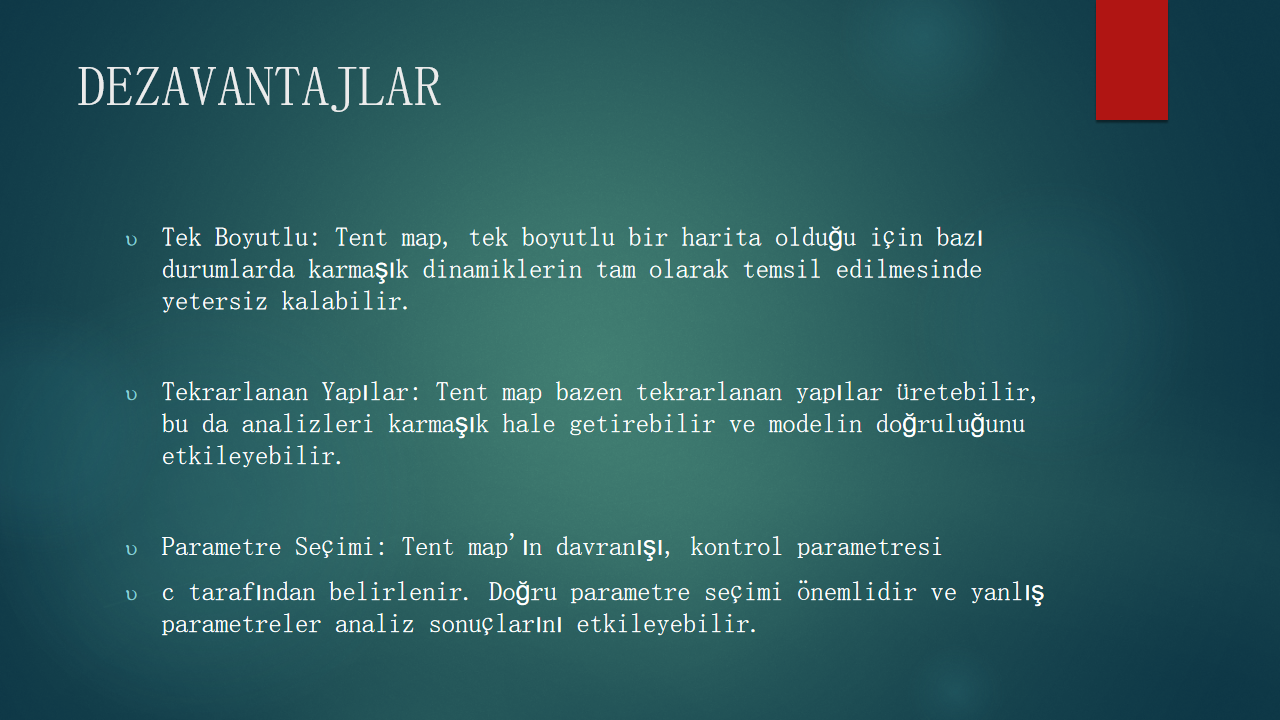 DEZAVANTAJLAR
Tek Boyutlu: Tent map, tek boyutlu bir harita olduğu için bazı
durumlarda karmaşık dinamiklerin tam olarak temsil edilmesinde
yetersiz kalabilir.
Tekrarlanan Yapılar: Tent map bazen tekrarlanan yapılar üretebilir,
bu da analizleri karmaşık hale getirebilir ve modelin doğruluğunu
etkileyebilir.
Parametre Seçimi: Tent map'ın davranışı, kontrol parametresi
c tarafından belirlenir. Doğru parametre seçimi önemlidir ve yanlış
parametreler analiz sonuçlarını etkileyebilir.